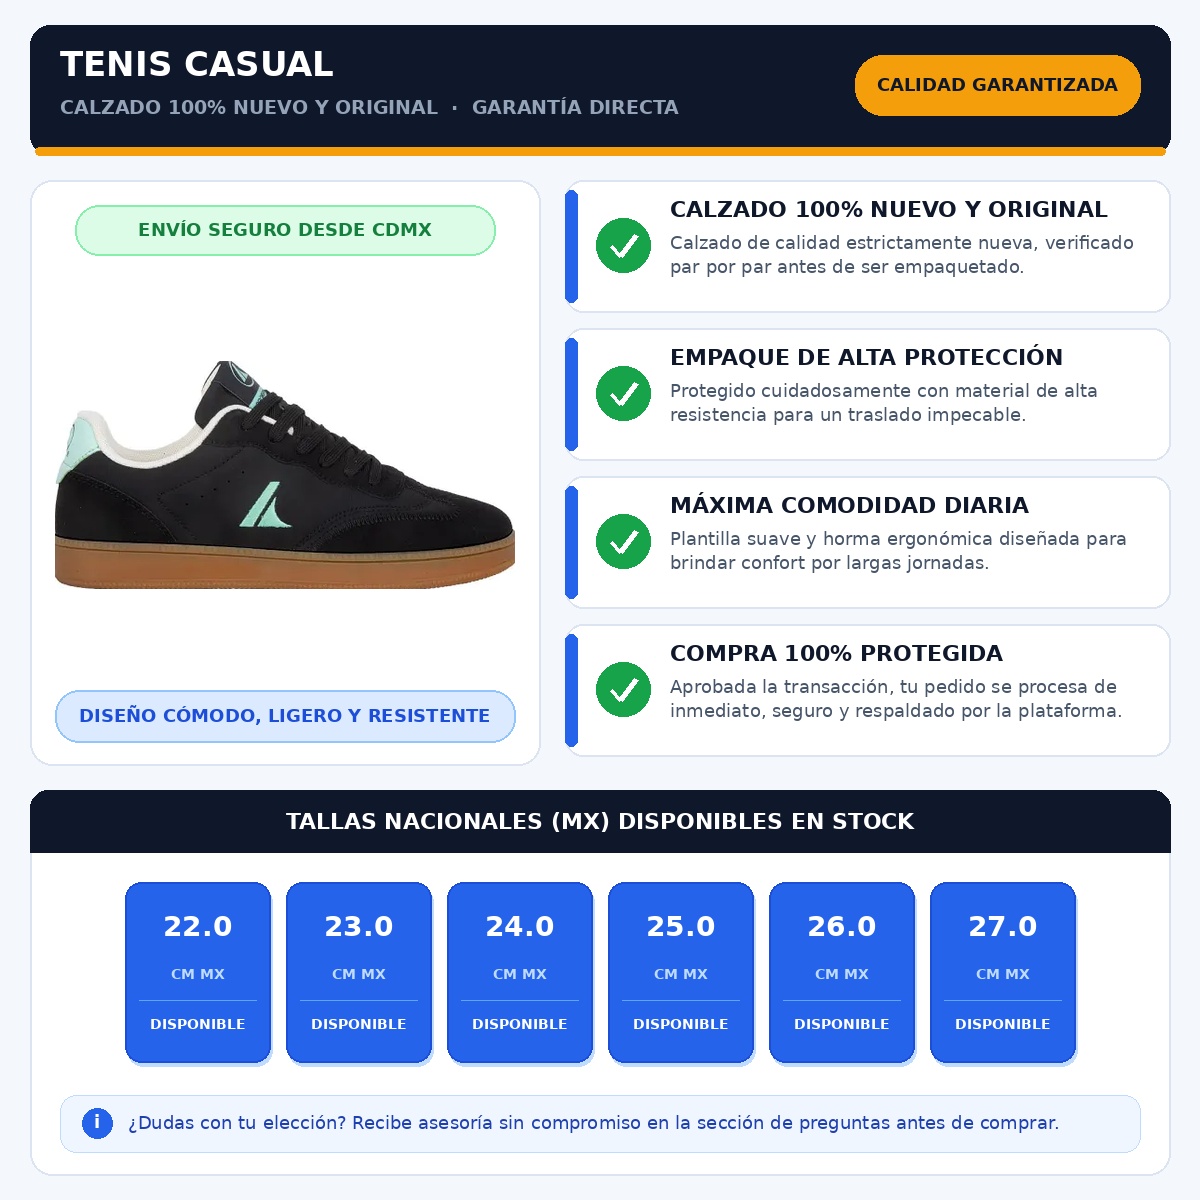 TENIS CASUAL
CALZADO 100% NUEVO Y ORIGINAL · GARANTÍA DIRECTA
CALIDAD GARANTIZADA
ENVÍO SEGURO DESDE CDMX
DISEÑO CÓMODO, LIGERO Y RESISTENTE
CALZADO 100% NUEVO Y ORIGINAL
Calzado de calidad estrictamente nueva, verificado
par por par antes de ser empaquetado.
EMPAQUE DE ALTA PROTECCIÓN
Protegido cuidadosamente con material de alta
resistencia para un traslado impecable.
MÁXIMA COMODIDAD DIARIA
Plantilla suave y horma ergonómica diseñada para
brindar confort por largas jornadas.
COMPRA 100% PROTEGIDA
Aprobada la transacción, tu pedido se procesa de
inmediato, seguro y respaldado por la plataforma.
TALLAS NACIONALES (MX) DISPONIBLES EN STOCK
22.0 23.0 24.0 25.0 26.0 27.0
CM MX CM MX CM MX CM MX CM MX CM MX
DISPONIBLE DISPONIBLE DISPONIBLE DISPONIBLE DISPONIBLE DISPONIBLE
i ¿Dudas con tu elección? Recibe asesoría sin compromiso en la sección de preguntas antes de comprar.